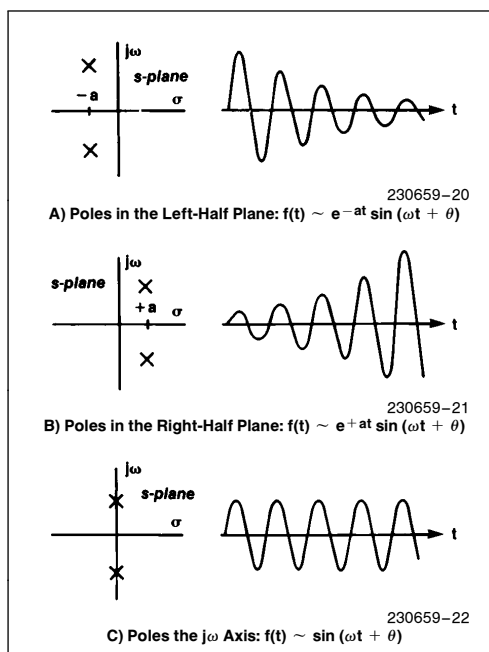 jω
s-plane
−a
σ
t
230659–20
A) Poles in the Left-Half Plane: f(t) ∼ e−at sin (ωt + θ)
jω
s-plane
+a
σ
t
230659–21
B) Poles in the Right-Half Plane: f(t) ∼ e+at sin (ωt + θ)
jω
s-plane
σ
t
230659–22
C) Poles the jω Axis: f(t) ∼ sin (ωt + θ)